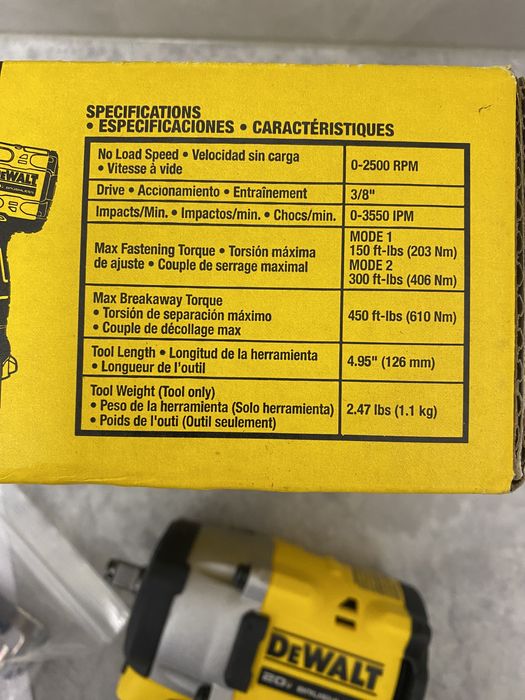 SPECIFICATIONS
• ESPECIFICACIONES • CARACTÉRISTIQUES
No Load Speed • Velocidad sin carga
• Vitesse à vide
0-2500 RPM
Drive • Accionamiento • Entraînement
3/8"
Impacts/Min. • Impactos/min. • Chocs/min.
0-3550 IPM
Max Fastening Torque • Torsión máxima
de ajuste • Couple de serrage maximal
MODE 1
150 ft-lbs (203 Nm)
MODE 2
300 ft-lbs (406 Nm)
Max Breakaway Torque
• Torsión de separación máximo
• Couple de décollage max
450 ft-lbs (610 Nm)
Tool Length • Longitud de la herramienta
• Longueur de l'outil
4.95" (126 mm)
Tool Weight (Tool only)
• Peso de la herramienta (Solo herramienta)
• Poids de l'outi (Outil seulement)
2.47 lbs (1.1 kg)
DEWALT